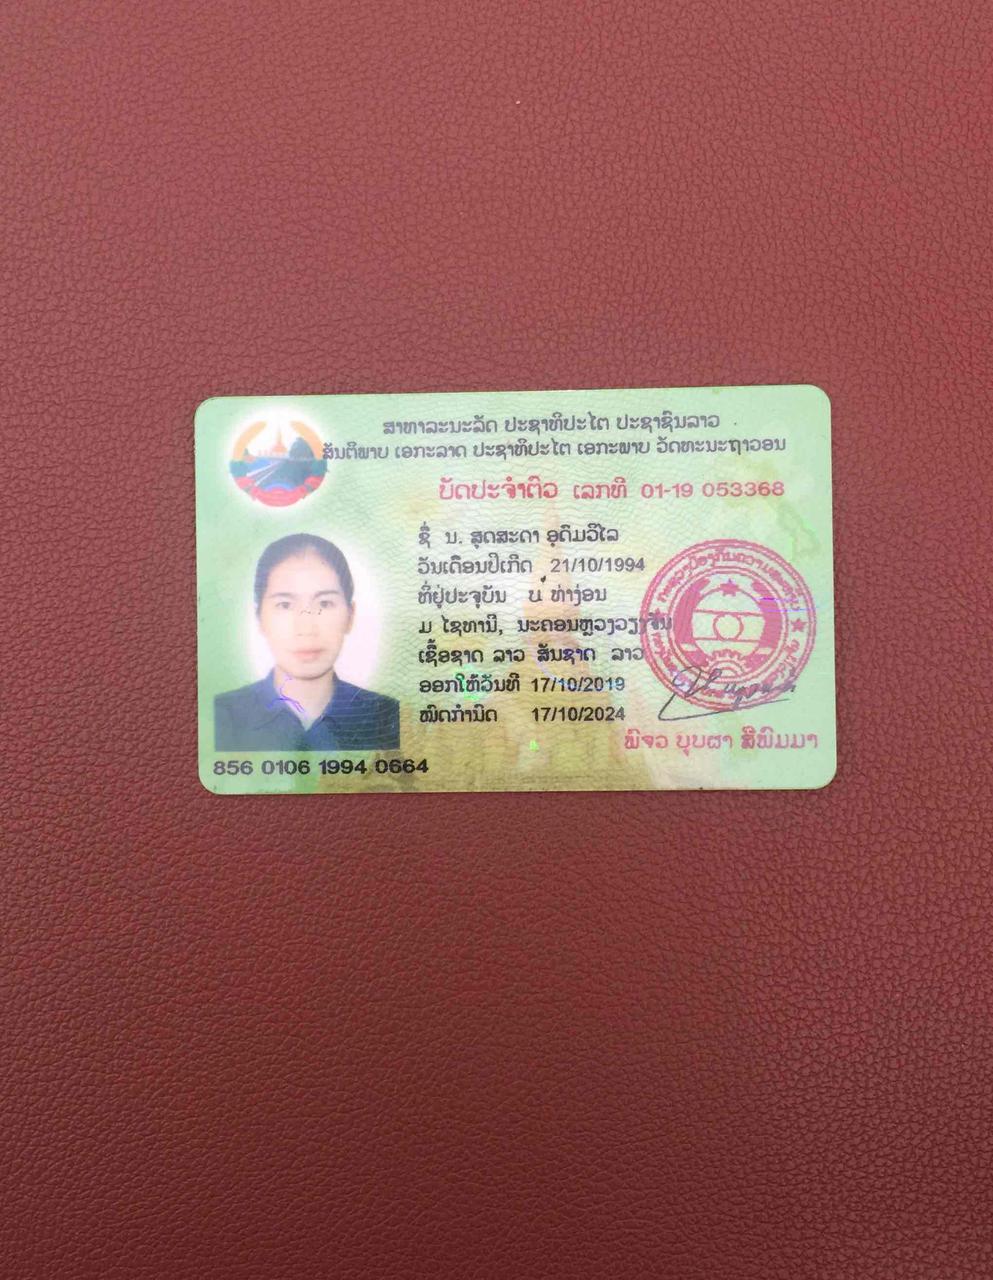 ສາທາລະນະລັດ ປະຊາທິປະໄຕ ປະຊາຊົນລາວ
ສັນຕິພາບ ເອກະລາດ ປະຊາທິປະໄຕ ເອກະພາບ ວັດທະນະຖາວອນ
ບັດປະຈຳຕົວ ເລກທີ 01-19 053368
ຊື່ ນ. ສຸດສະດາ ອຸດົມວິໄລ
ວັນເດືອນປີເກີດ 21/10/1994
ທີ່ຢູ່ປະຈຸບັນ ບ້ ທ່າງ່ອນ
ມ ໄຊທານີ, ນະຄອນຫຼວງວຽງຈັນ
ເຊື້ອຊາດ ລາວ ສັນຊາດ ລາວ
ອອກໃຫ້ວັນທີ 17/10/2019
ໝົດກຳນົດ 17/10/2024
ພົຈວ ບຸບຜາ ສີພົມມາ
856 0106 1994 0664